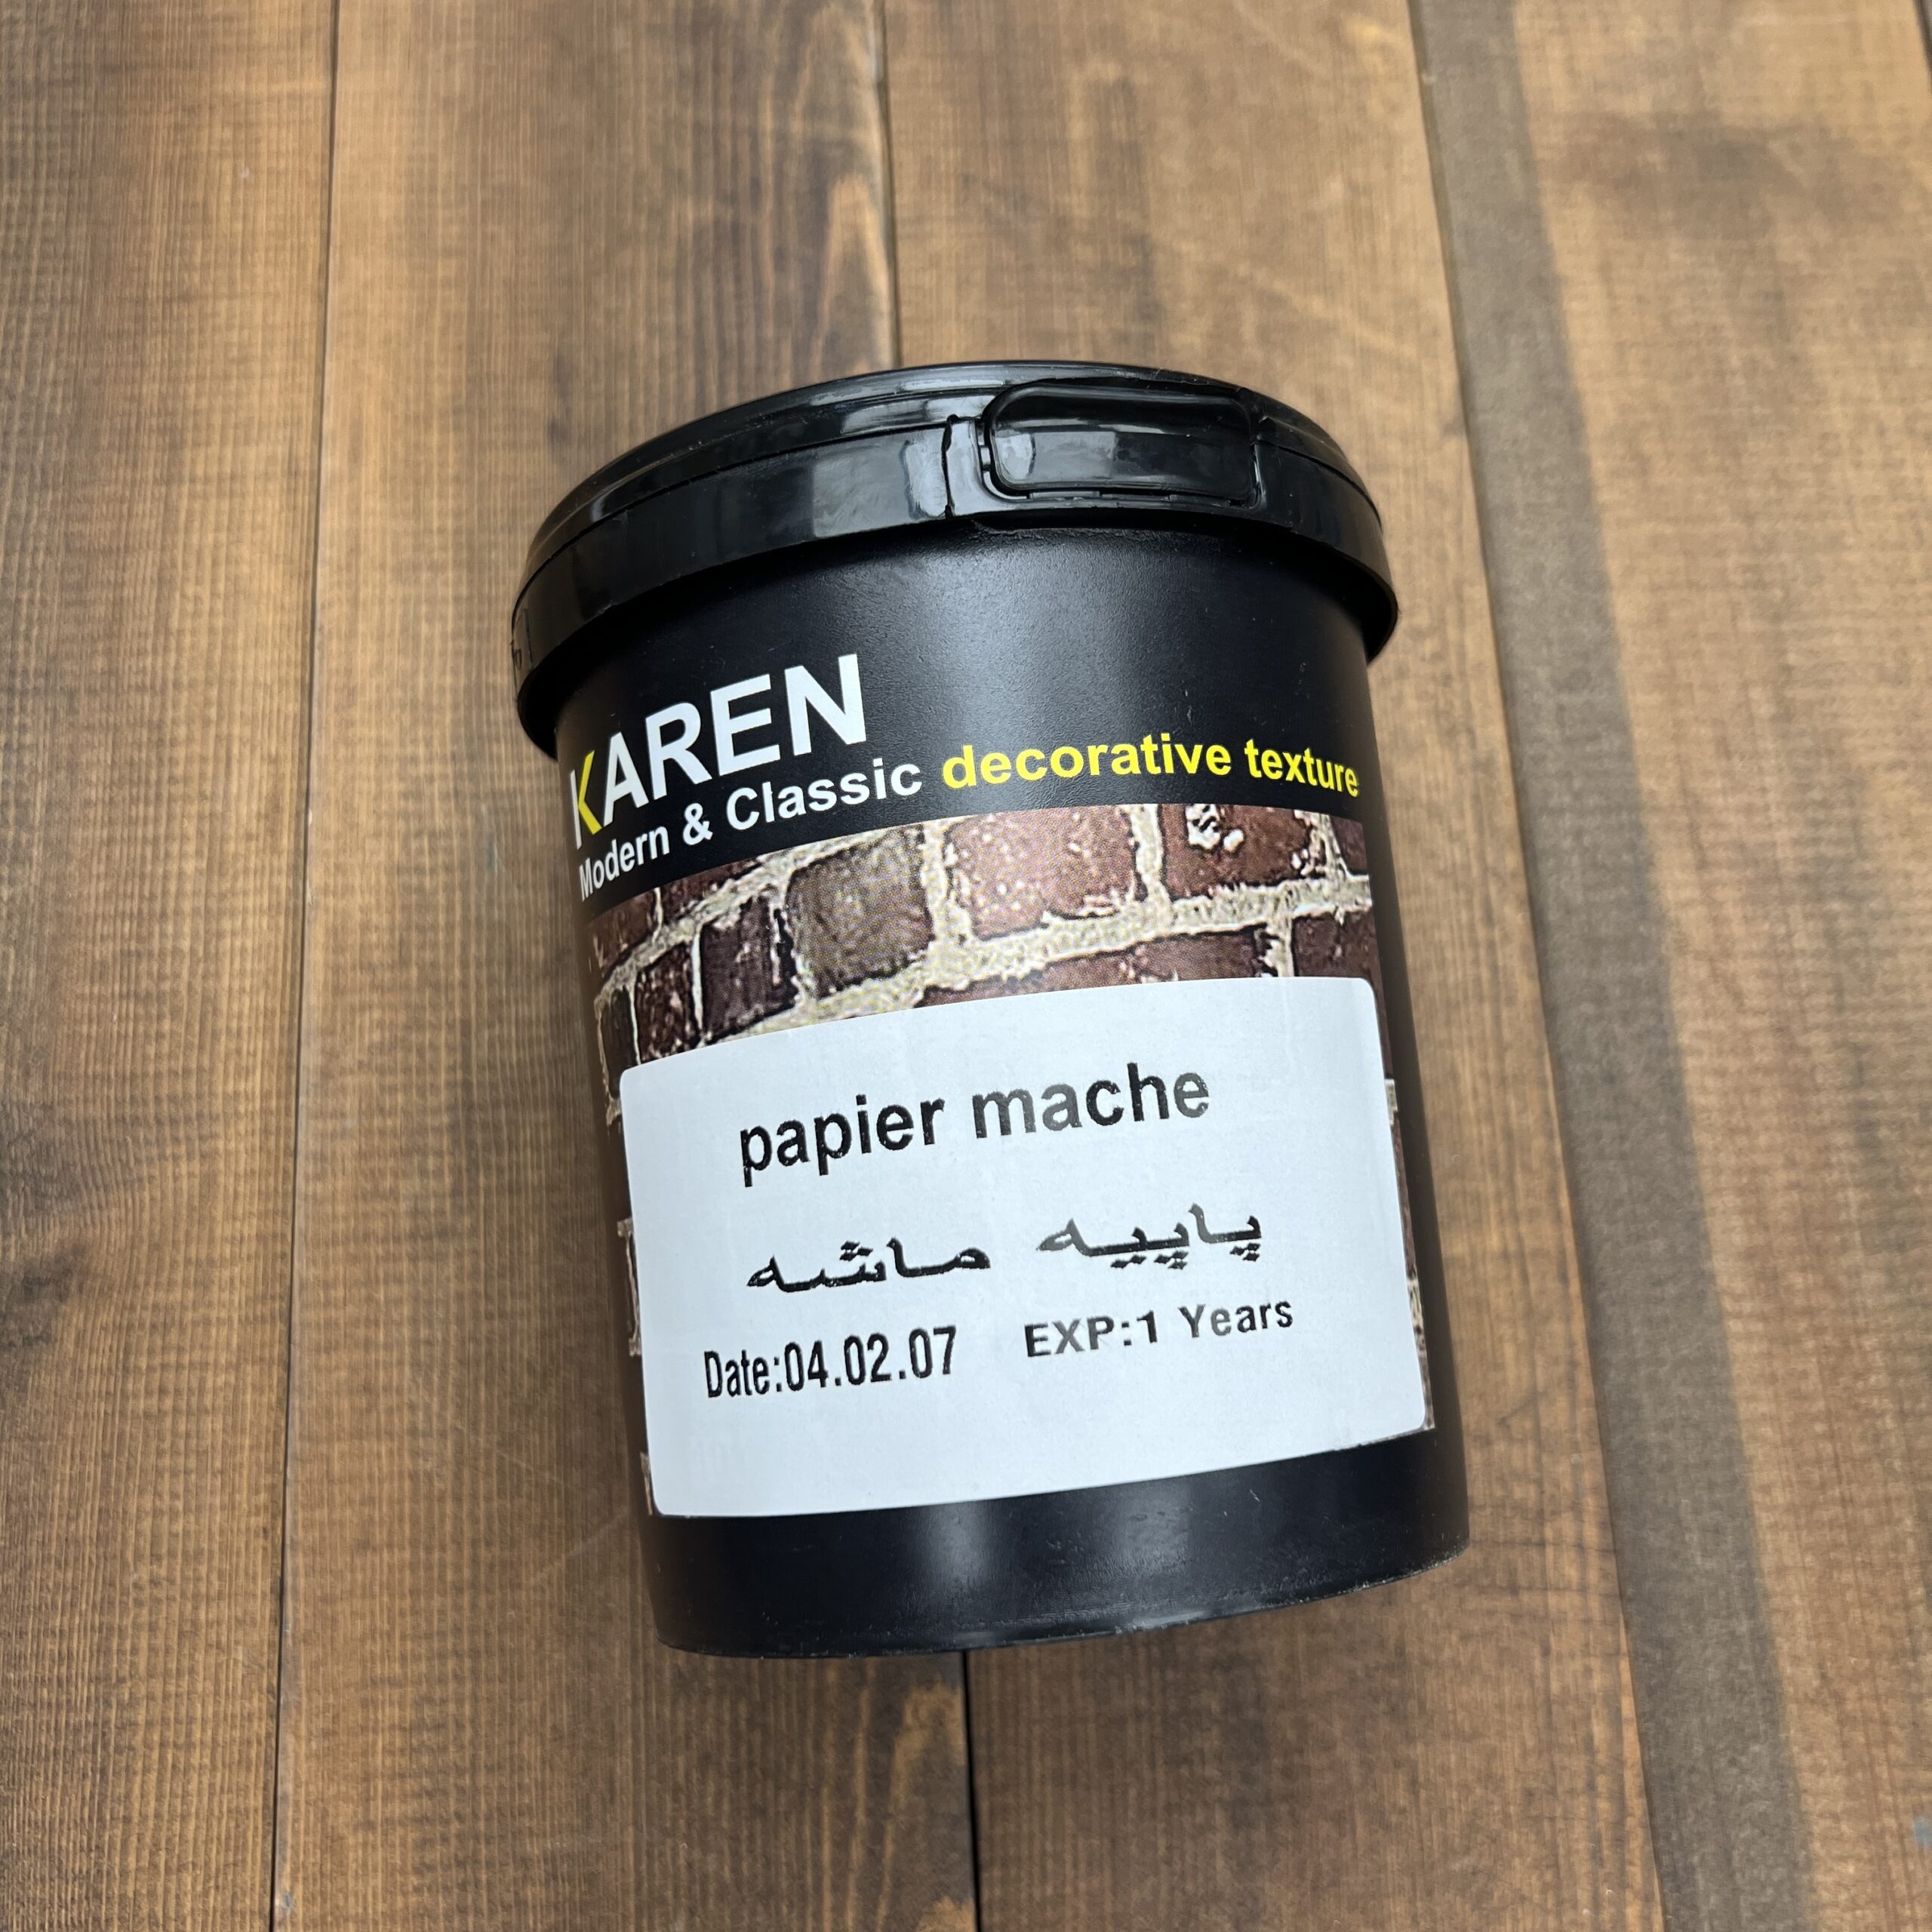 KAREN
Modern & Classic decorative texture
papier mache
پاپیه ماشه
Date:04.02.07 EXP:1 Years